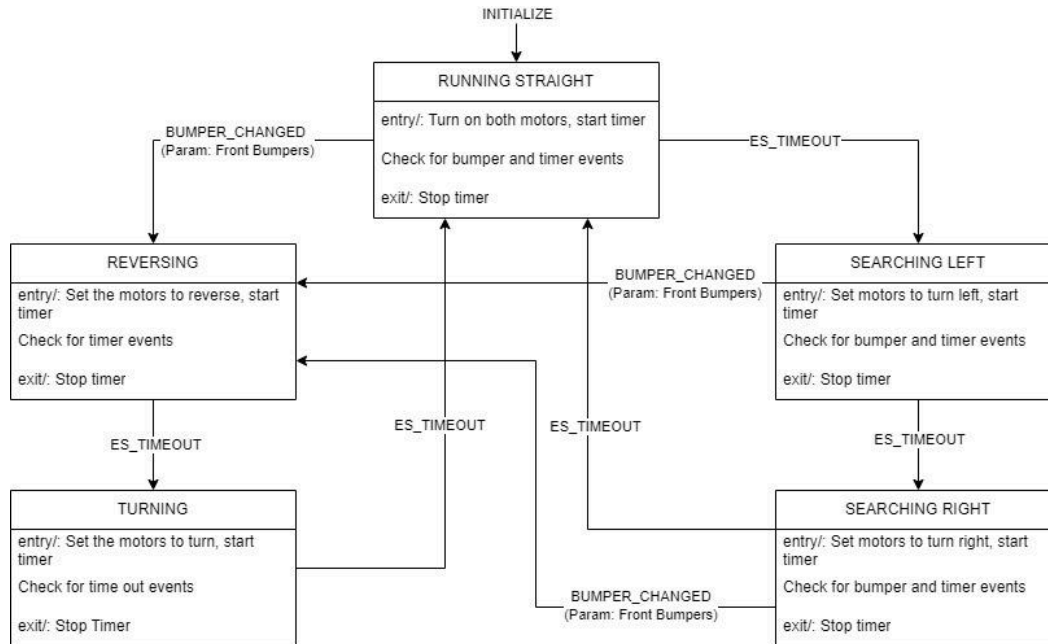 INITIALIZE
RUNNING STRAIGHT
entry/: Turn on both motors, start timer
Check for bumper and timer events
exit/: Stop timer
BUMPER_CHANGED
(Param: Front Bumpers)
ES_TIMEOUT
REVERSING
entry/: Set the motors to reverse, start
timer
Check for timer events
exit/: Stop timer
BUMPER_CHANGED
(Param: Front Bumpers)
SEARCHING LEFT
entry/: Set motors to turn left, start
timer
Check for bumper and timer events
exit/: Stop timer
ES_TIMEOUT
ES_TIMEOUT
ES_TIMEOUT
ES_TIMEOUT
TURNING
entry/: Set the motors to turn, start
timer
Check for time out events
exit/: Stop Timer
BUMPER_CHANGED
(Param: Front Bumpers)
SEARCHING RIGHT
entry/: Set motors to turn right, start
timer
Check for bumper and timer events
exit/: Stop timer